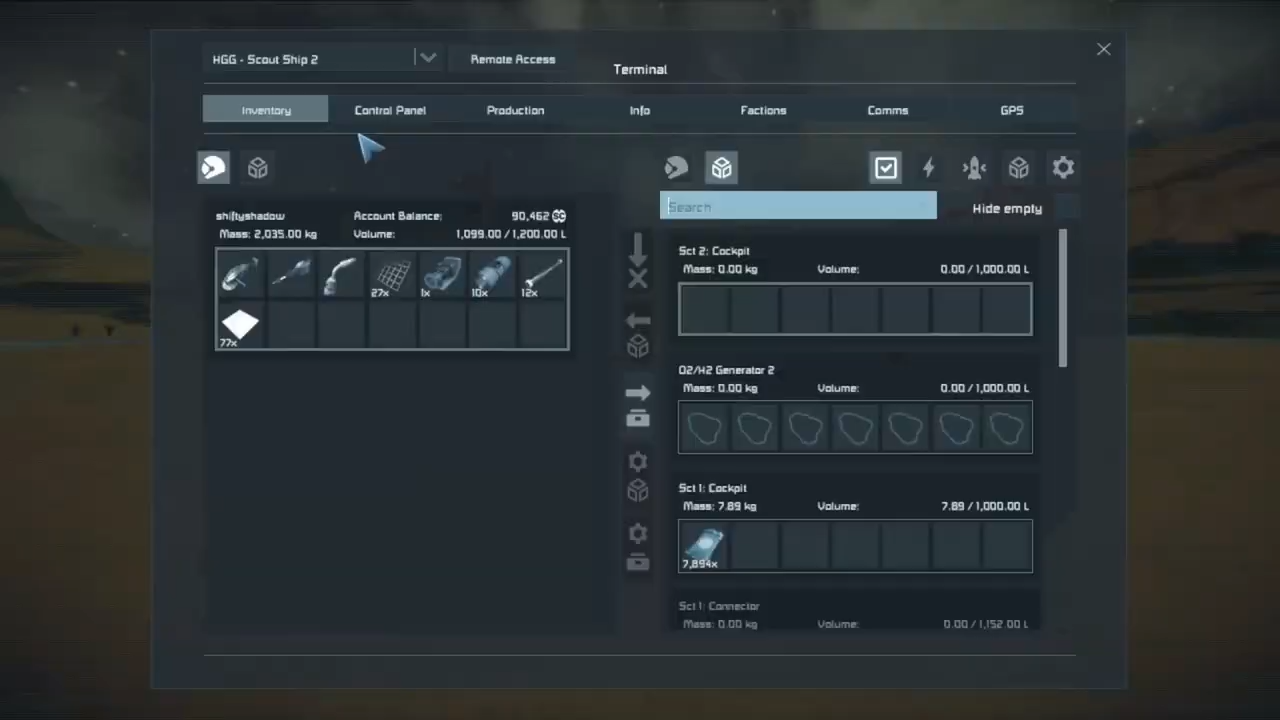 HGG - Scout Ship 2
Remote Access
Terminal
Inventory
Control Panel
Production
Info
Factions
Comms
GPS
shiftyshadow
Account Balance: 90,462 SC
Mass: 2,035.00 kg
Volume: 1,099.00 / 1,200.00 L
27x
1x
10x
12x
77x
Search
Hide empty
Sct 2: Cockpit
Mass: 0.00 kg
Volume: 0.00 / 1,000.00 L
O2/H2 Generator 2
Mass: 0.00 kg
Volume: 0.00 / 1,000.00 L
Sct 1: Cockpit
Mass: 7.89 kg
Volume: 7.89 / 1,000.00 L
7,894x
Sct 1: Connector
Mass: 0.00 kg
Volume: 0.00 / 1,152.00 L